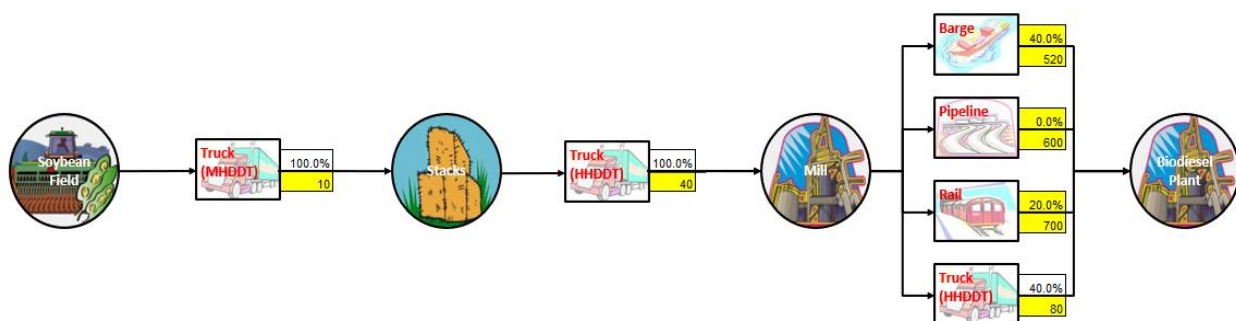 Soybean
Field
Truck
(MHDDT)
100.0%
10
Stacks
Truck
(HHDDT)
100.0%
40
Mill
Barge
40.0%
520
Pipeline
0.0%
600
Rail
20.0%
700
Truck
(HHDDT)
40.0%
80
Biodiesel
Plant